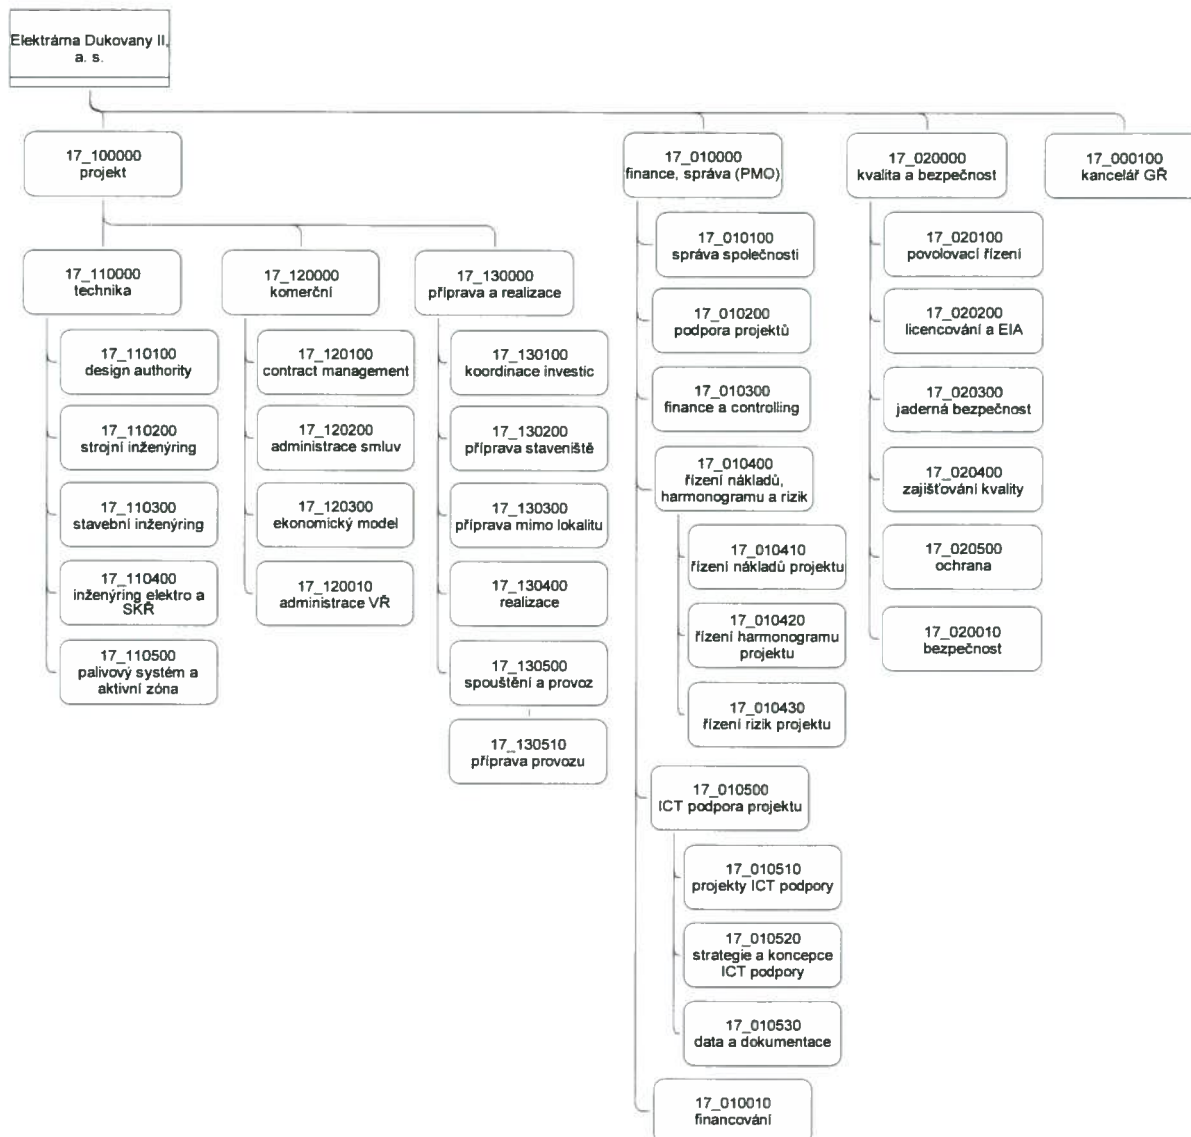 Elektrárna Dukovany II,
a. s.
17_100000
projekt
17_010000
finance, správa (PMO)
17_020000
kvalita a bezpečnost
17_000100
kancelář GŘ
17_110000
technika
17_120000
komerční
17_130000
příprava a realizace
17_110100
design authority
17_110200
strojní inženýring
17_110300
stavební inženýring
17_110400
inženýring elektro a
SKŘ
17_110500
palivový systém a
aktivní zóna
17_120100
contract management
17_120200
administrace smluv
17_120300
ekonomický model
17_120010
administrace VŘ
17_130100
koordinace investic
17_130200
příprava staveniště
17_130300
příprava mimo lokalitu
17_130400
realizace
17_130500
spouštění a provoz
17_130510
příprava provozu
17_010100
správa společnosti
17_010200
podpora projektů
17_010300
finance a controlling
17_010400
řízení nákladů,
harmonogramu a rizik
17_010410
řízení nákladů projektu
17_010420
řízení harmonogramu
projektu
17_010430
řízení rizik projektu
17_010500
ICT podpora projektu
17_010510
projekty ICT podpory
17_010520
strategie a koncepce
ICT podpory
17_010530
data a dokumentace
17_010010
financování
17_020100
povolovací řízení
17_020200
licencování a EIA
17_020300
jaderná bezpečnost
17_020400
zajišťování kvality
17_020500
ochrana
17_020010
bezpečnost